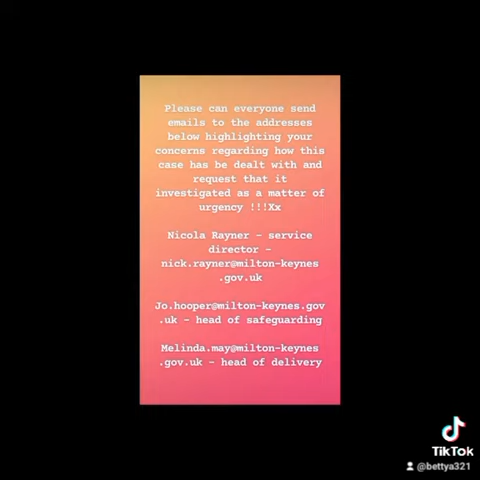 Please can everyone send
emails to the addresses
below highlighting your
concerns regarding how this
case has be dealt with and
request that it
investigated as a matter of
urgency !!!Xx
Nicola Rayner - service
director -
nick.rayner@milton-keynes
.gov.uk
Jo.hooper@milton-keynes.gov
.uk - head of safeguarding
Melinda.may@milton-keynes
.gov.uk - head of delivery
TikTok
@bettya321